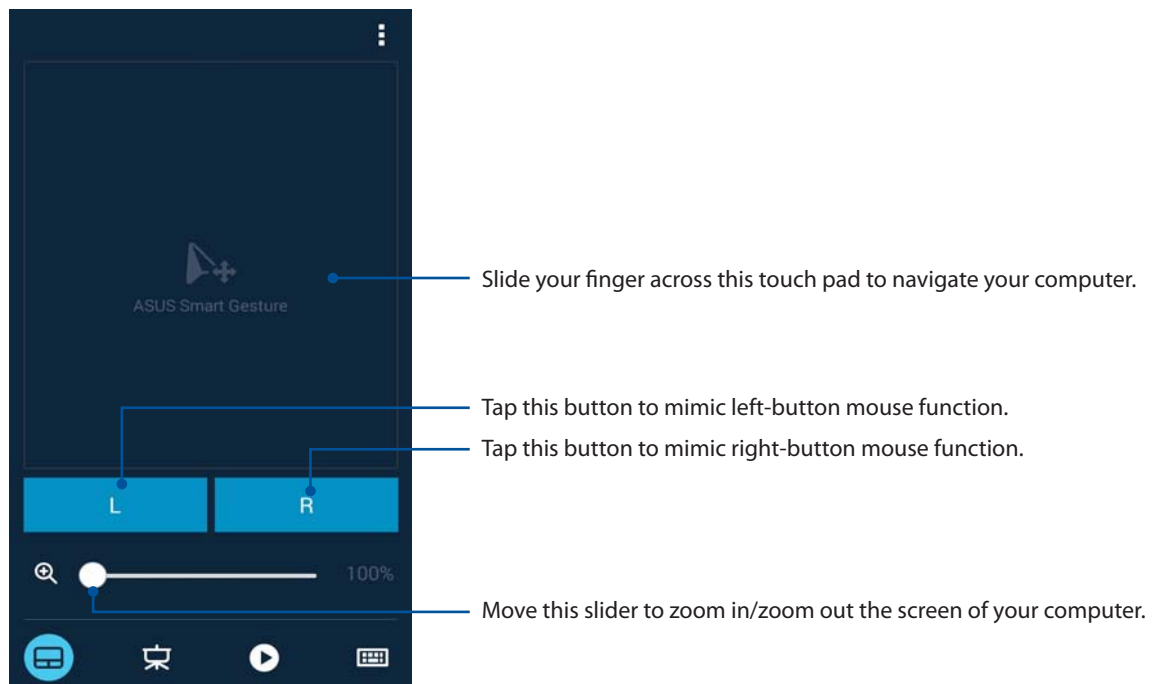 ASUS Smart Gesture
Slide your finger across this touch pad to navigate your computer.
Tap this button to mimic left-button mouse function.
Tap this button to mimic right-button mouse function.
L R
100%
Move this slider to zoom in/zoom out the screen of your computer.